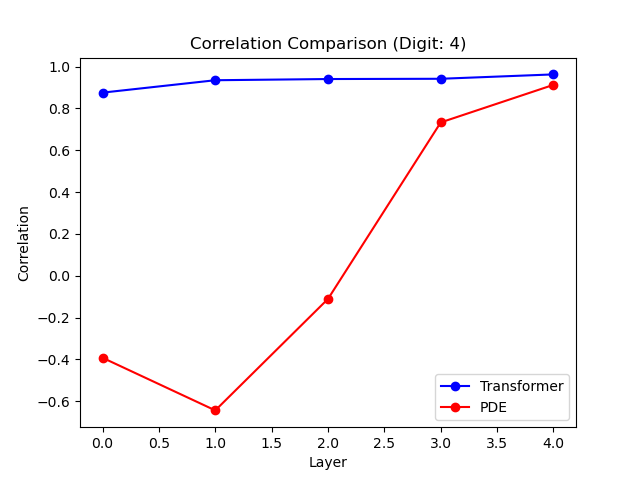 Correlation Comparison (Digit: 4)
1.0
0.8
0.6
0.4
0.2
0.0
−0.2
−0.4
−0.6
Correlation
0.0 0.5 1.0 1.5 2.0 2.5 3.0 3.5 4.0
Layer
Transformer
PDE